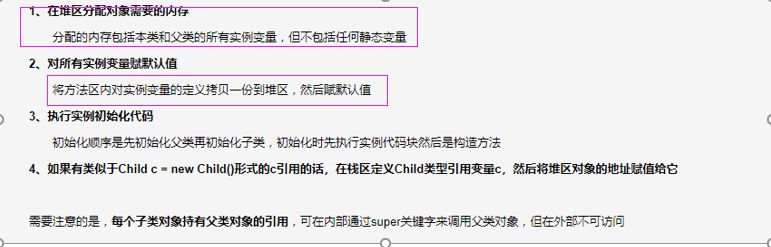 1、在堆区分配对象需要的内存
分配的内存包括本类和父类的所有实例变量，但不包括任何静态变量
2、对所有实例变量赋默认值
将方法区内对实例变量的定义拷贝一份到堆区，然后赋默认值
3、执行实例初始化代码
初始化顺序是先初始化父类再初始化子类，初始化时先执行实例代码块然后是构造方法
4、如果有类似于Child c = new Child()形式的c引用的话，在栈区定义Child类型引用变量c，然后将堆区对象的地址赋值给它
需要注意的是，每个子类对象持有父类对象的引用，可在内部通过super关键字来调用父类对象，但在外部不可访问